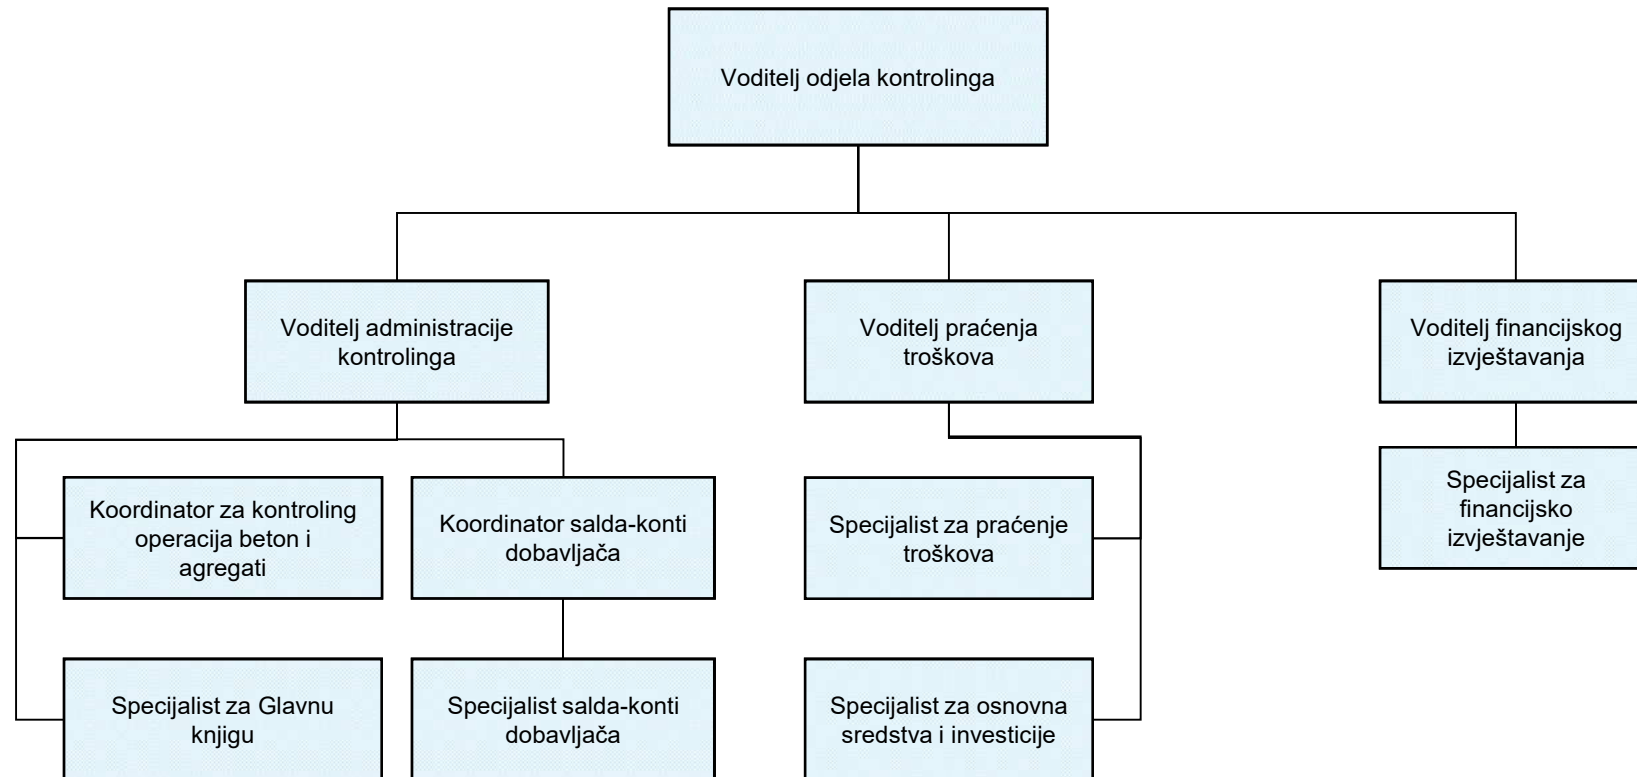 Voditelj odjela kontrolinga
Voditelj administracije
kontrolinga
Voditelj praćenja
troškova
Voditelj financijskog
izvještavanja
Koordinator za kontroling
operacija beton i
agregati
Koordinator salda-konti
dobavljača
Specijalist za praćenje
troškova
Specijalist za
financijsko
izvještavanje
Specijalist za Glavnu
knjigu
Specijalist salda-konti
dobavljača
Specijalist za osnovna
sredstva i investicije